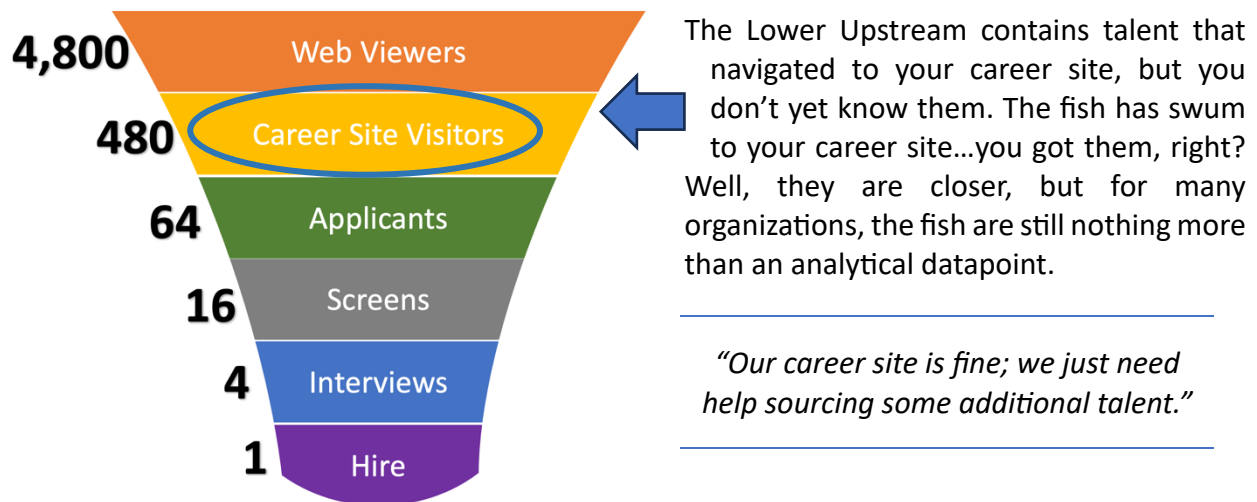 4,800
Web Viewers
480
Career Site Visitors
64
Applicants
16
Screens
4
Interviews
1
Hire
The Lower Upstream contains talent that
navigated to your career site, but you
don’t yet know them. The fish has swum
to your career site…you got them, right?
Well, they are closer, but for many
organizations, the fish are still nothing more
than an analytical datapoint.
“Our career site is fine; we just need
help sourcing some additional talent.”